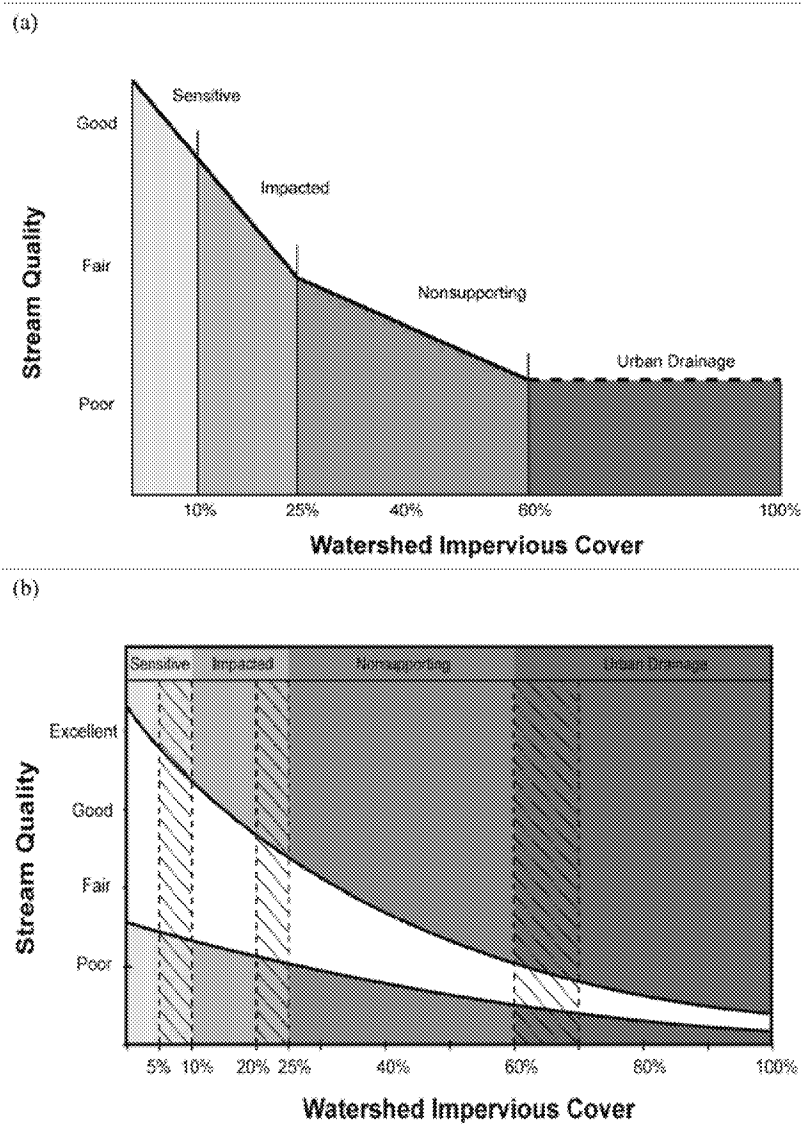 (a)
Sensitive
Good
Impacted
Fair
Nonsupporting
Urban Drainage
Poor
Stream Quality
10% 25% 40% 60% 100%
Watershed Impervious Cover
(b)
Sensitive Impacted Nonsupporting Urban Drainage
Excellent
Good
Fair
Poor
Stream Quality
5% 10% 20% 25% 40% 60% 80% 100%
Watershed Impervious Cover